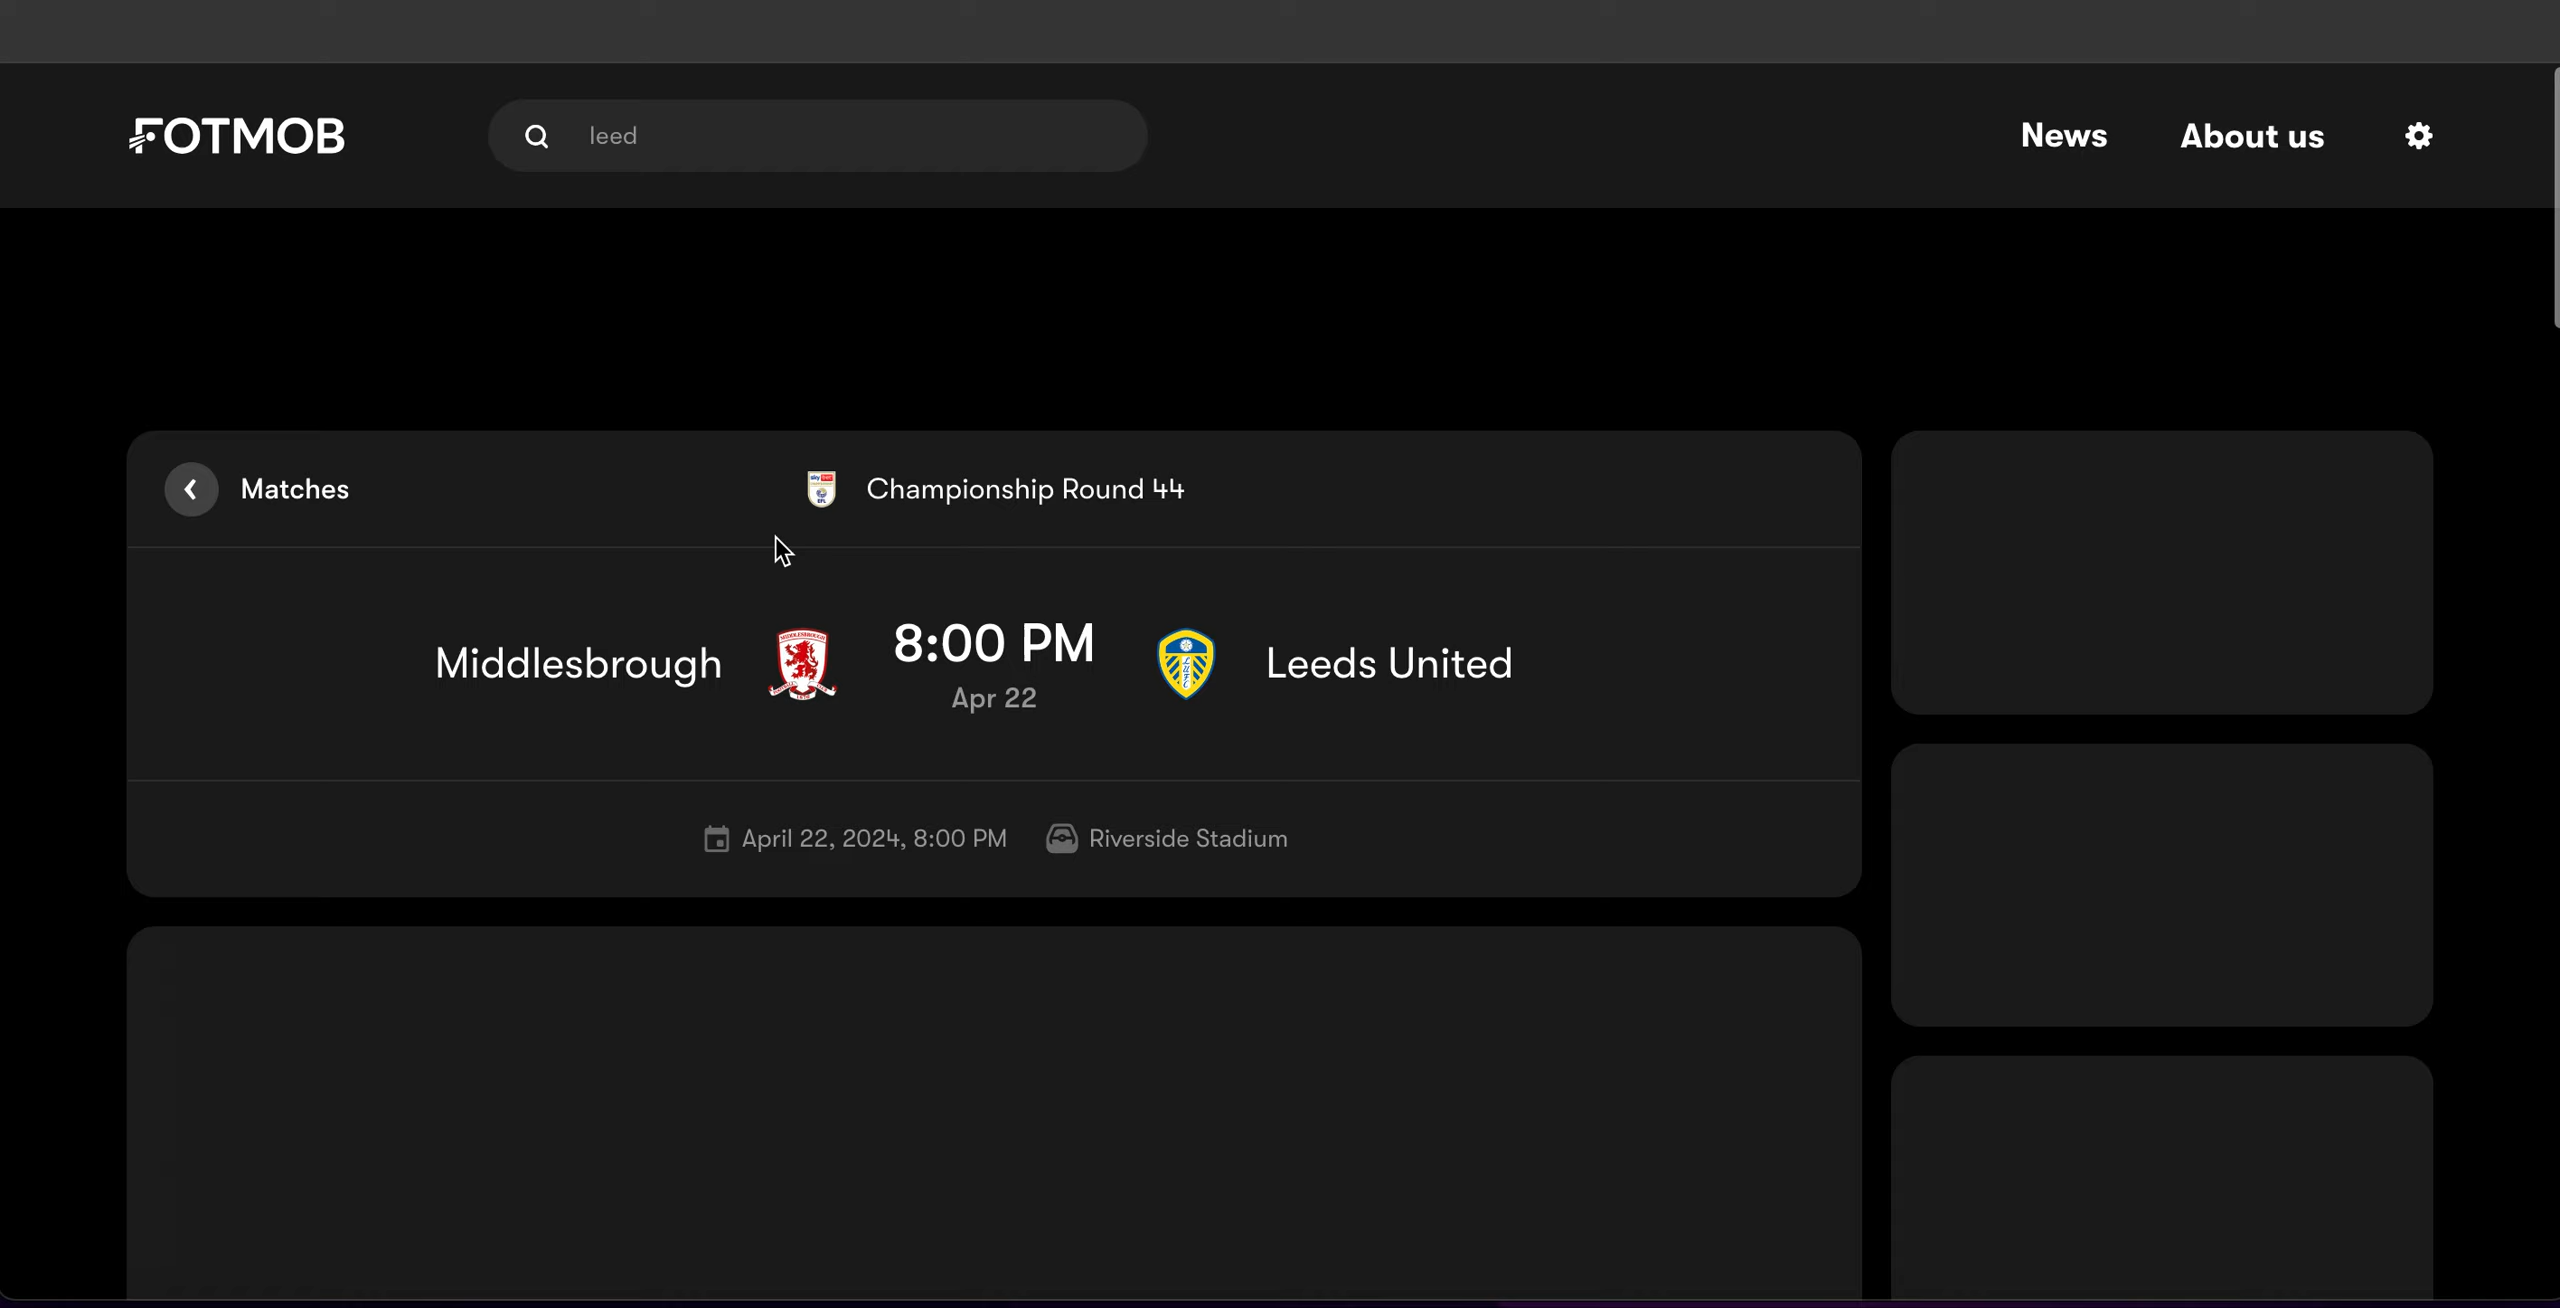 FOTMOB
leed
News
About us
Matches
Championship Round 44
Middlesbrough
8:00 PM
Apr 22
Leeds United
April 22, 2024, 8:00 PM
Riverside Stadium